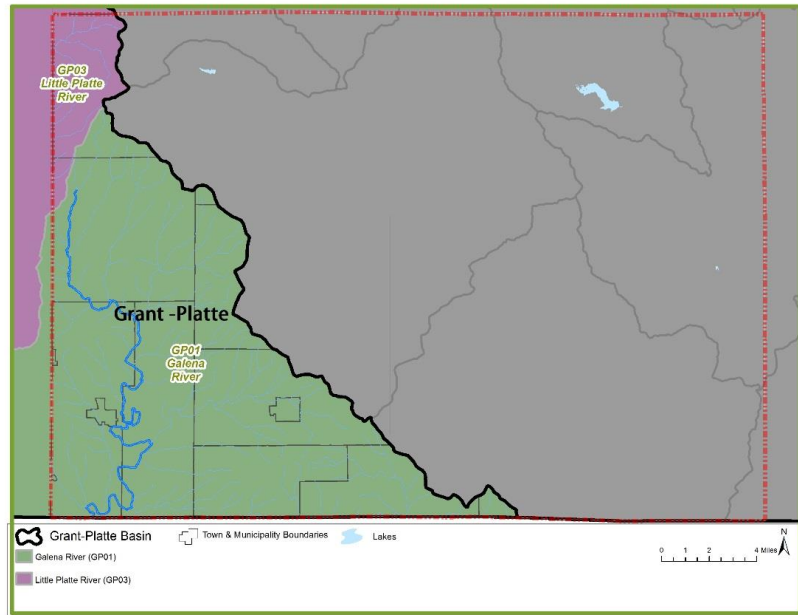 GP03
Little Platte
River
Grant -Platte
GP01
Galena
River
Grant-Platte Basin
Town & Municipality Boundaries
Lakes
Galena River (GP01)
Little Platte River (GP03)
0 1 2 4 Miles
N